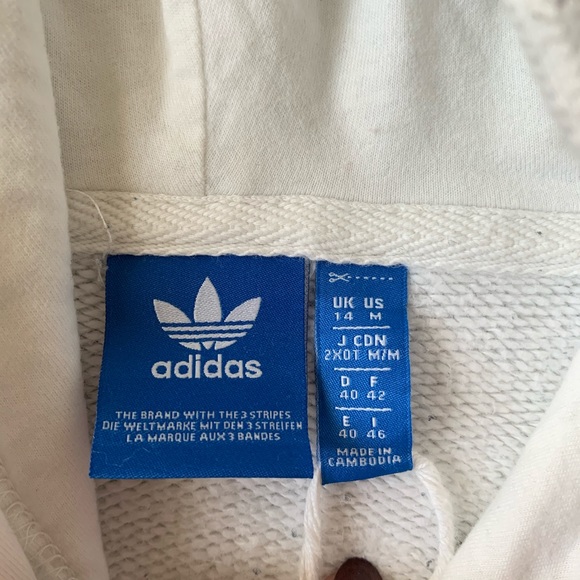 adidas
THE BRAND WITH THE 3 STRIPES
DIE WELTMARKE MIT DEN 3 STREIFEN
LA MARQUE AUX 3 BANDES
UK US
14 M
J CDN
2XOT M/M
D F
40 42
E I
40 46
MADE IN
CAMBODIA